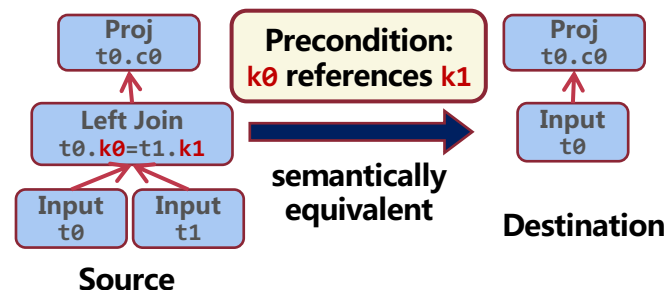 Proj
t0.c0
Left Join
t0.k0=t1.k1
Input
t0
Input
t1
Source
Precondition:
k0 references k1
semantically
equivalent
Proj
t0.c0
Input
t0
Destination